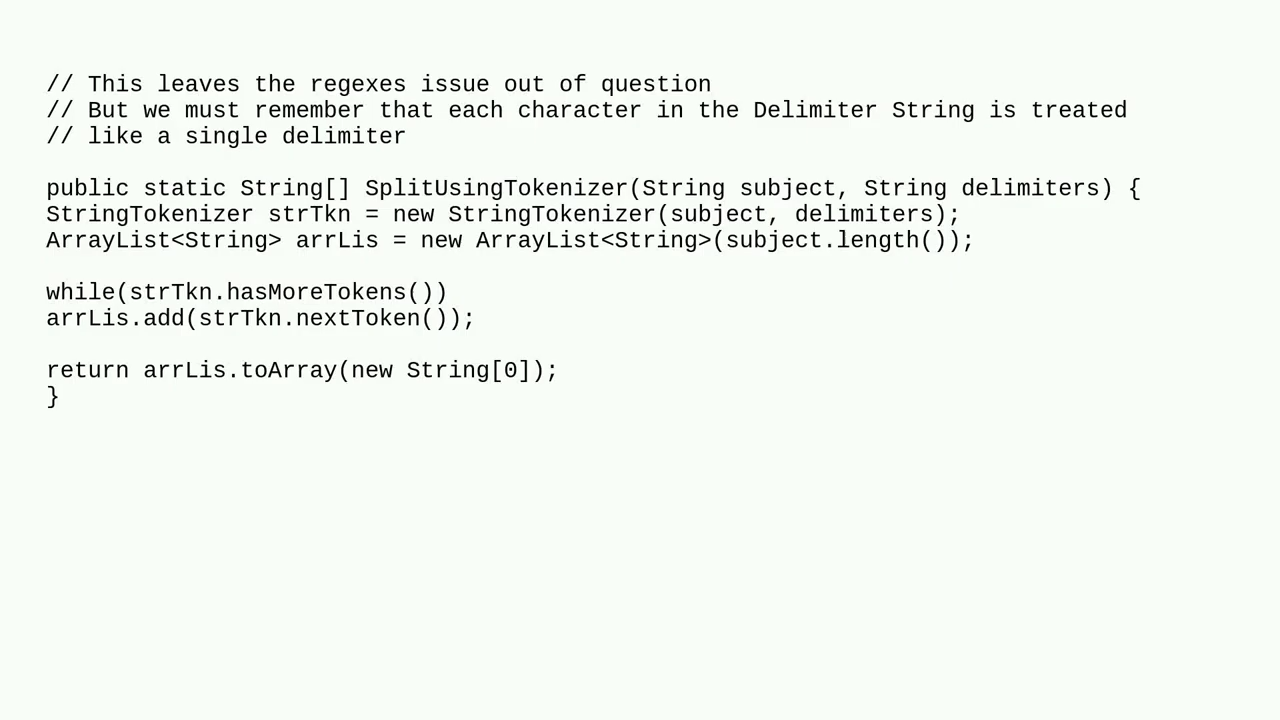 // This leaves the regexes issue out of question
// But we must remember that each character in the Delimiter String is treated
// like a single delimiter
public static String[] SplitUsingTokenizer(String subject, String delimiters) {
StringTokenizer strTkn = new StringTokenizer(subject, delimiters);
ArrayList<String> arrLis = new ArrayList<String>(subject.length());
while(strTkn.hasMoreTokens())
arrLis.add(strTkn.nextToken());
return arrLis.toArray(new String[0]);
}